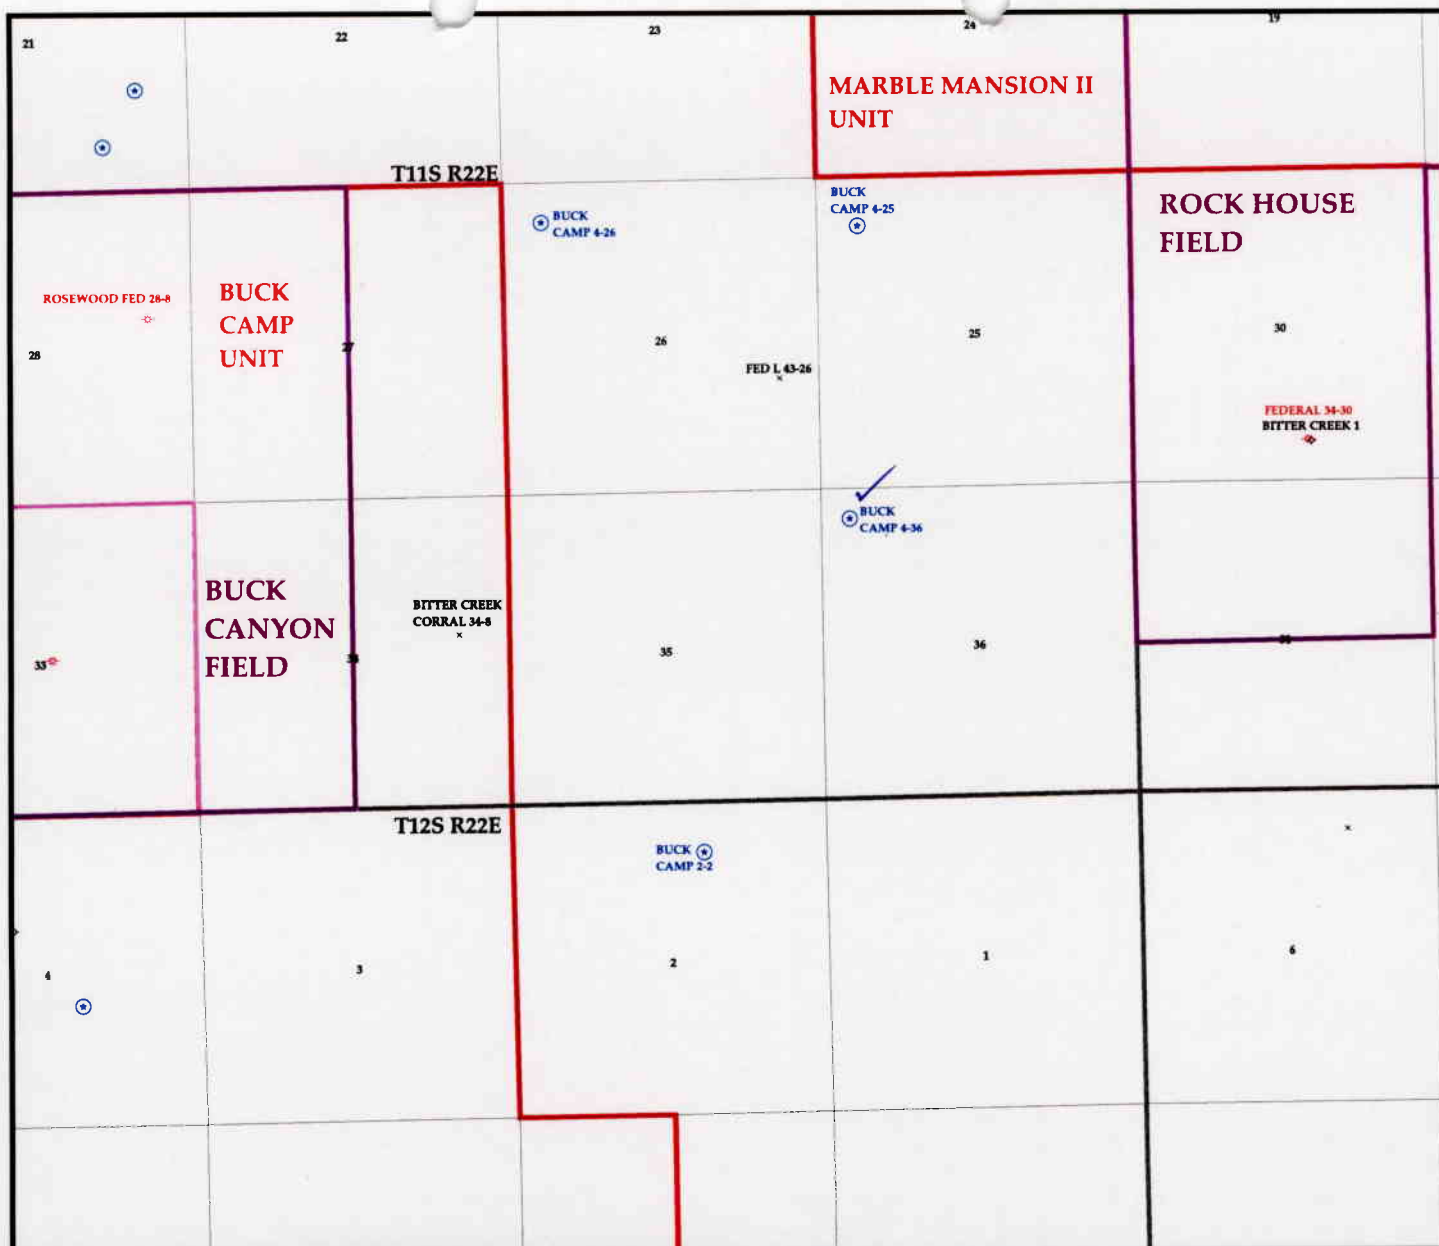 21
22
23
24
19
MARBLE MANSION II
UNIT
T11S R22E
BUCK
CAMP 4-26
BUCK
CAMP 4-25
ROCK HOUSE
FIELD
ROSEWOOD FED 28-8
BUCK
CAMP
UNIT
28
27
26
25
30
FED L 43-26
FEDERAL 34-30
BITTER CREEK 1
BUCK
CAMP 4-36
BUCK
CANYON
FIELD
BITTER CREEK
CORRAL 34-8
33
34
35
36
T12S R22E
BUCK
CAMP 2-2
4
3
2
1
6